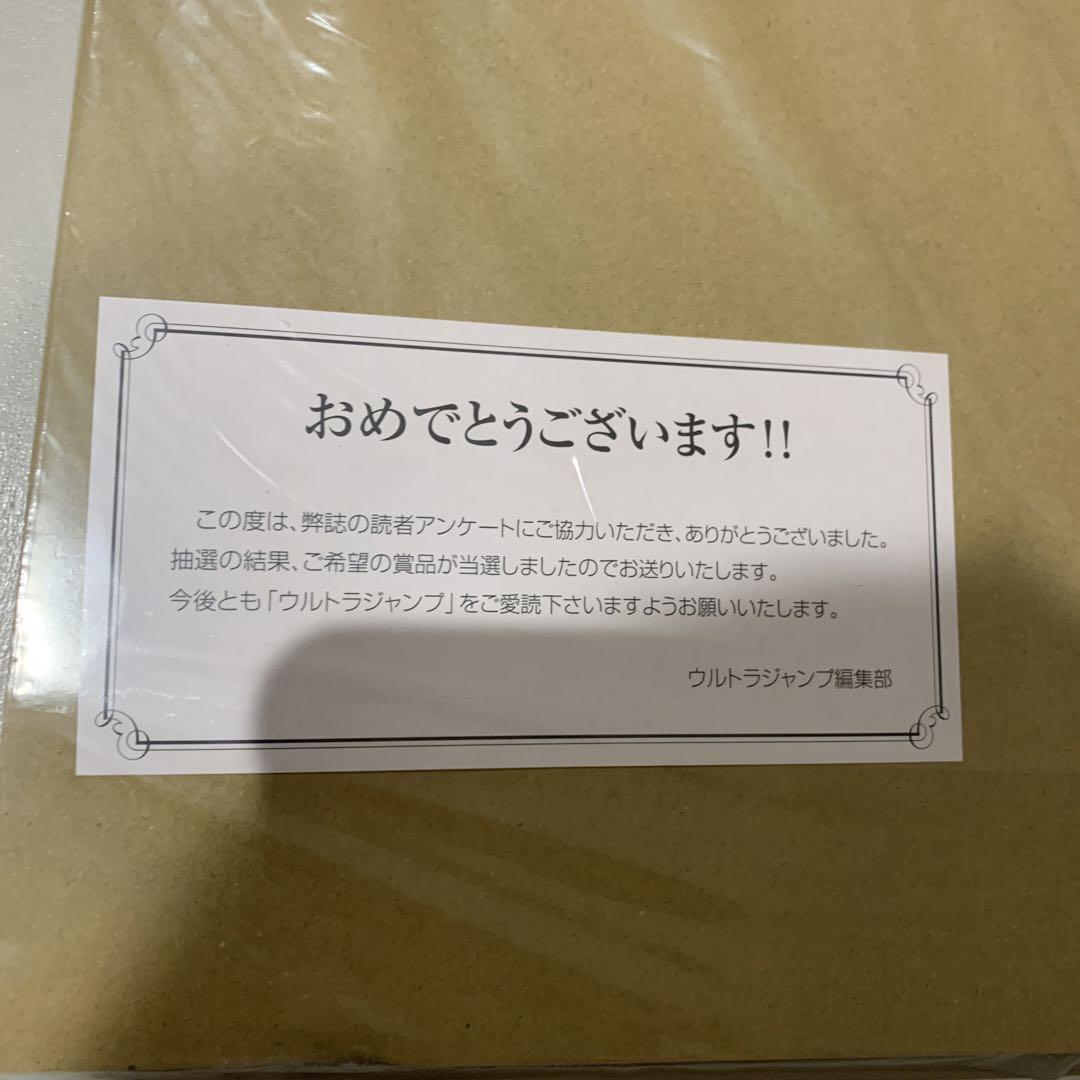 おめでとうございます!!
この度は、弊誌の読者アンケートにご協力いただき、ありがとうございました。
抽選の結果、ご希望の賞品が当選しましたのでお送りいたします。
今後とも「ウルトラジャンプ」をご愛読下さいますようお願いいたします。
ウルトラジャンプ編集部